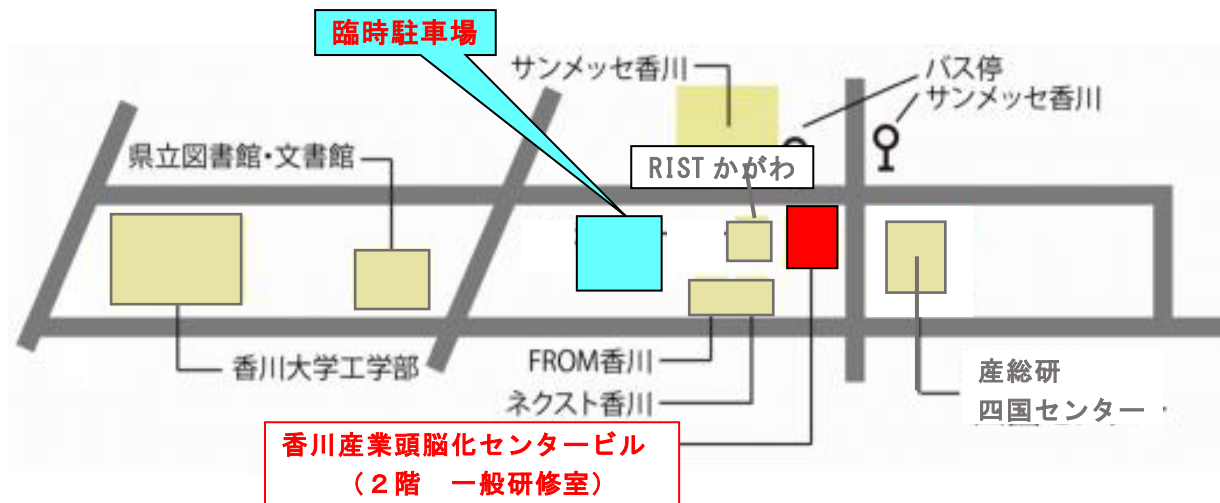 臨時駐車場
サンメッセ香川
バス停
サンメッセ香川
県立図書館・文書館
RIST かがわ
香川大学工学部
FROM香川
ネクスト香川
産総研
四国センター
香川産業頭脳化センタービル
（２階　一般研修室）